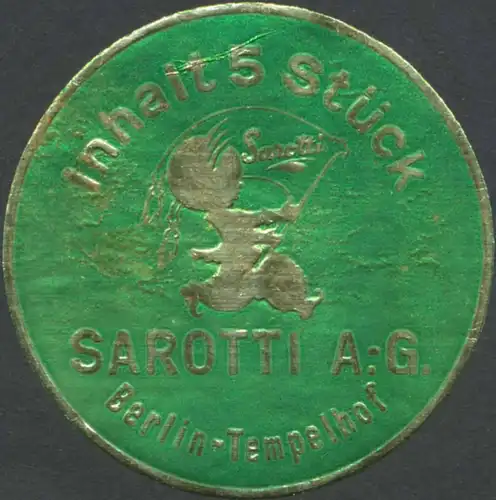 Inhalt 5 Stück
Sarotti
SAROTTI A:G.
Berlin-Tempelhof